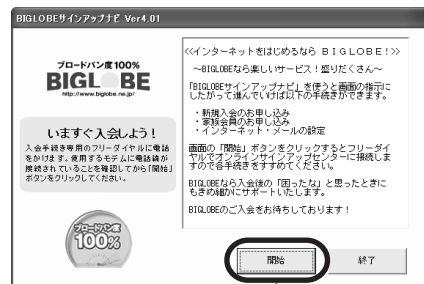 BIGLOBEサインアップナビ Ver4.01
ブロードバン度100%
BIGLOBE
http://www.biglobe.ne.jp/
いますぐ入会しよう!
入会手続き専用のフリーダイヤルに電話
をかけます。使用するモデムに電話線が
接続されていることを確認してから「開始」
ボタンをクリックしてください。
ブロードバン度
100%
<<インターネットをはじめるなら BIGLOBE!>>
～BIGLOBEなら楽しいサービス!盛りだくさん～
「BIGLOBEサインアップナビ」を使うと画面の指示に
したがって進んでいけば以下の手続きができます。
・新規入会のお申し込み
・家族会員のお申し込み
・インターネット・メールの設定
画面の「開始」ボタンをクリックするとフリーダイ
ヤルでオンラインサインアップセンターに接続しま
すので各手続きをすすめてください。
BIGLOBEなら入会後の「困ったな」と思ったときに
もきめ細かにサポートいたします。
BIGLOBEのご入会をお待ちしております!
開始
終了